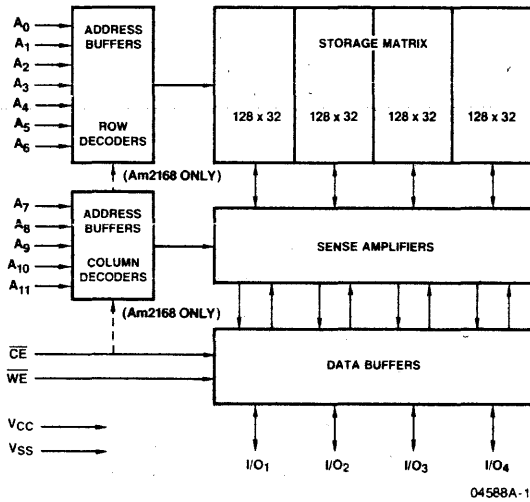 A0
A1
A2
A3
A4
A5
A6
ADDRESS
BUFFERS
ROW
DECODERS
STORAGE MATRIX
128 x 32
128 x 32
128 x 32
128 x 32
(Am2168 ONLY)
A7
A8
A9
A10
A11
ADDRESS
BUFFERS
COLUMN
DECODERS
SENSE AMPLIFIERS
(Am2168 ONLY)
C̅E̅
W̅E̅
DATA BUFFERS
VCC
VSS
I/O1
I/O2
I/O3
I/O4
04588A-1